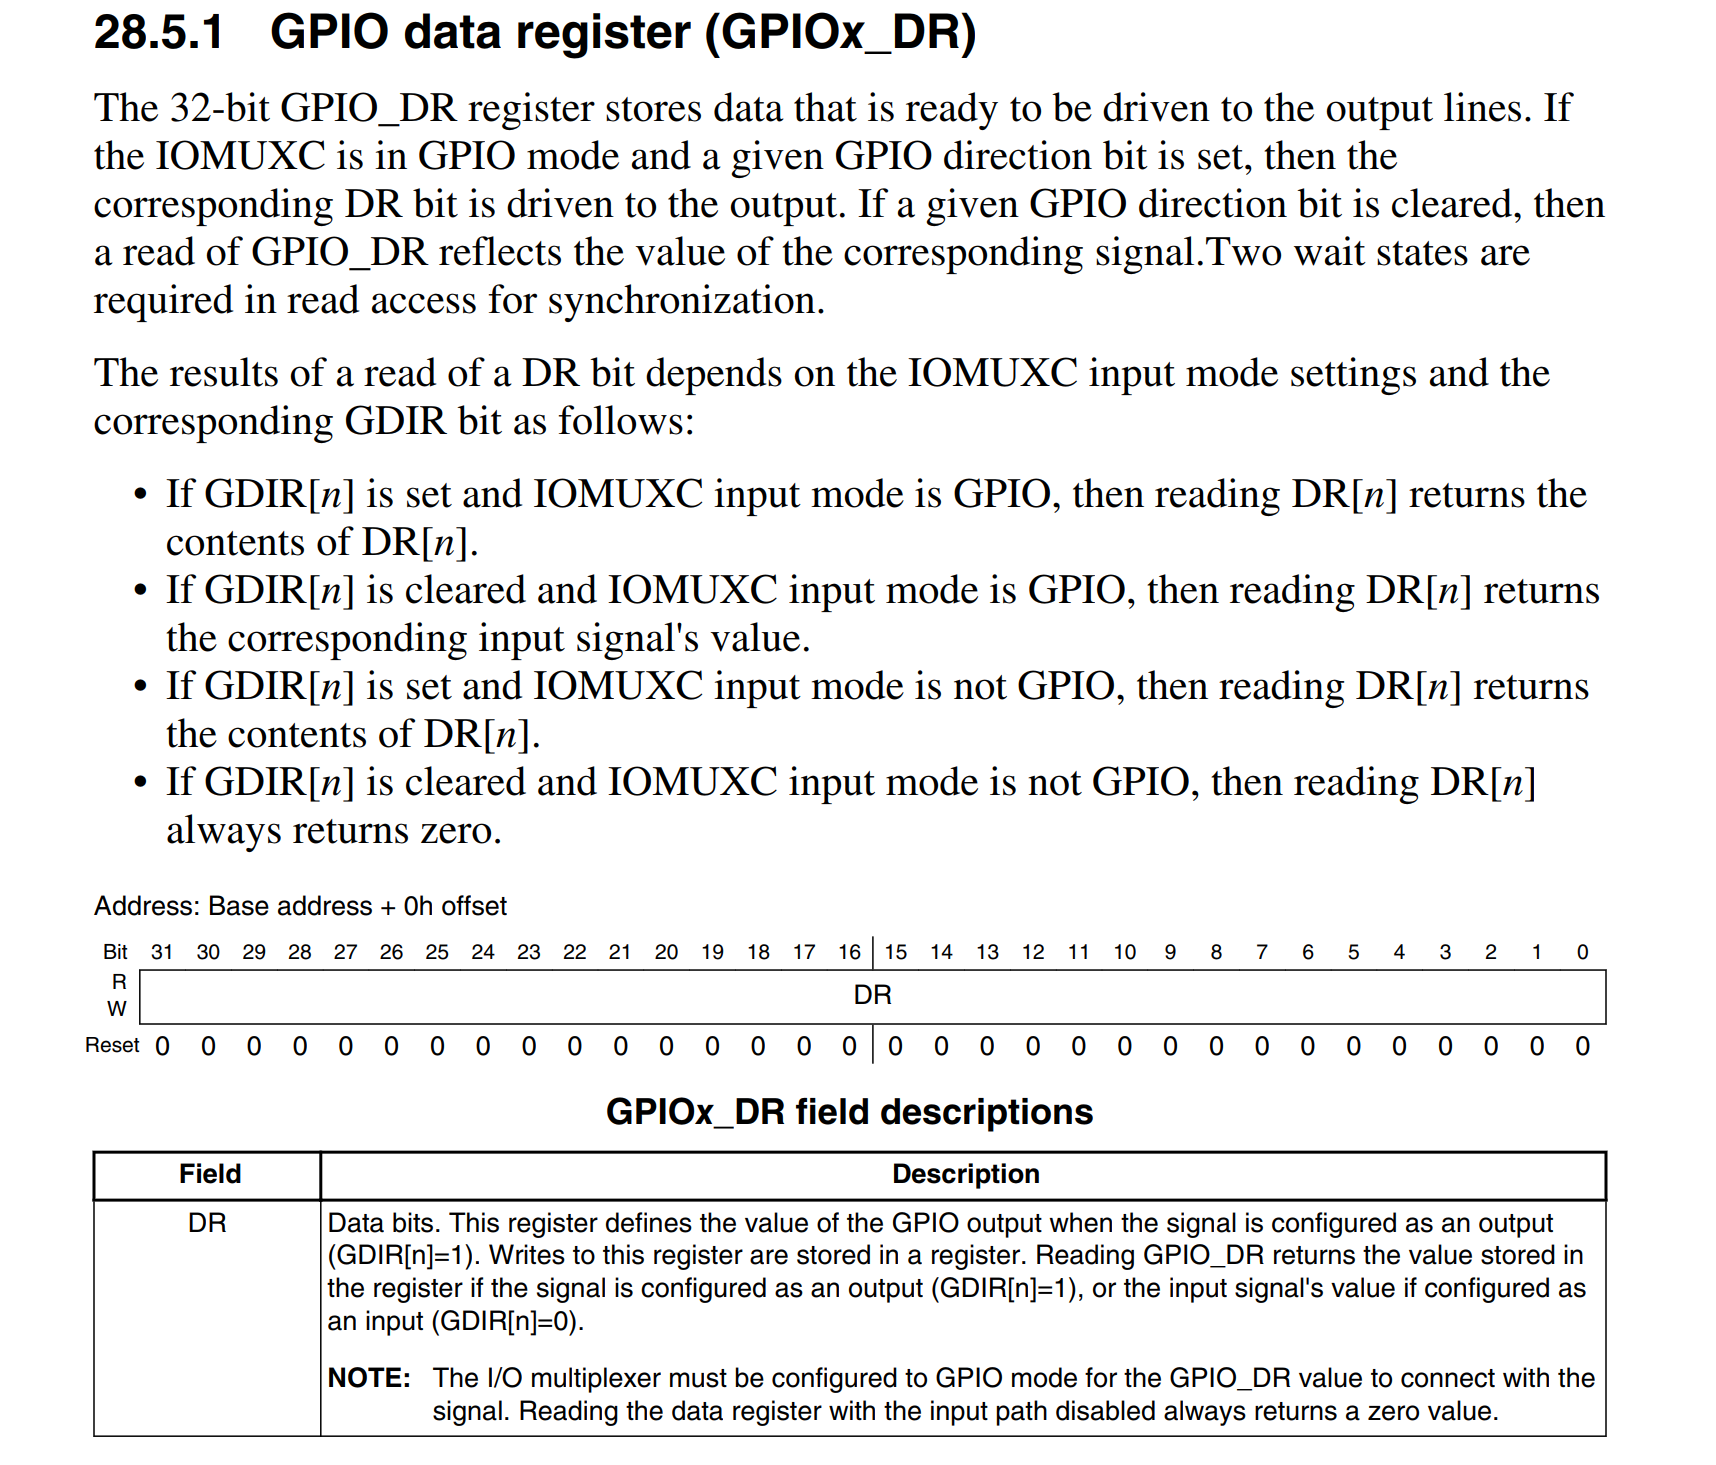 28.5.1 GPIO data register (GPIOx_DR)
The 32-bit GPIO_DR register stores data that is ready to be driven to the output lines. If
the IOMUXC is in GPIO mode and a given GPIO direction bit is set, then the
corresponding DR bit is driven to the output. If a given GPIO direction bit is cleared, then
a read of GPIO_DR reflects the value of the corresponding signal.Two wait states are
required in read access for synchronization.
The results of a read of a DR bit depends on the IOMUXC input mode settings and the
corresponding GDIR bit as follows:
• If GDIR[n] is set and IOMUXC input mode is GPIO, then reading DR[n] returns the
contents of DR[n].
• If GDIR[n] is cleared and IOMUXC input mode is GPIO, then reading DR[n] returns
the corresponding input signal's value.
• If GDIR[n] is set and IOMUXC input mode is not GPIO, then reading DR[n] returns
the contents of DR[n].
• If GDIR[n] is cleared and IOMUXC input mode is not GPIO, then reading DR[n]
always returns zero.
Address: Base address + 0h offset
Bit 31 30 29 28 27 26 25 24 23 22 21 20 19 18 17 16 15 14 13 12 11 10 9 8 7 6 5 4 3 2 1 0
R
DR
W
Reset 0 0 0 0 0 0 0 0 0 0 0 0 0 0 0 0 0 0 0 0 0 0 0 0 0 0 0 0 0 0 0 0
GPIOx_DR field descriptions
Field Description
DR Data bits. This register defines the value of the GPIO output when the signal is configured as an output
(GDIR[n]=1). Writes to this register are stored in a register. Reading GPIO_DR returns the value stored in
the register if the signal is configured as an output (GDIR[n]=1), or the input signal's value if configured as
an input (GDIR[n]=0).
NOTE: The I/O multiplexer must be configured to GPIO mode for the GPIO_DR value to connect with the
signal. Reading the data register with the input path disabled always returns a zero value.